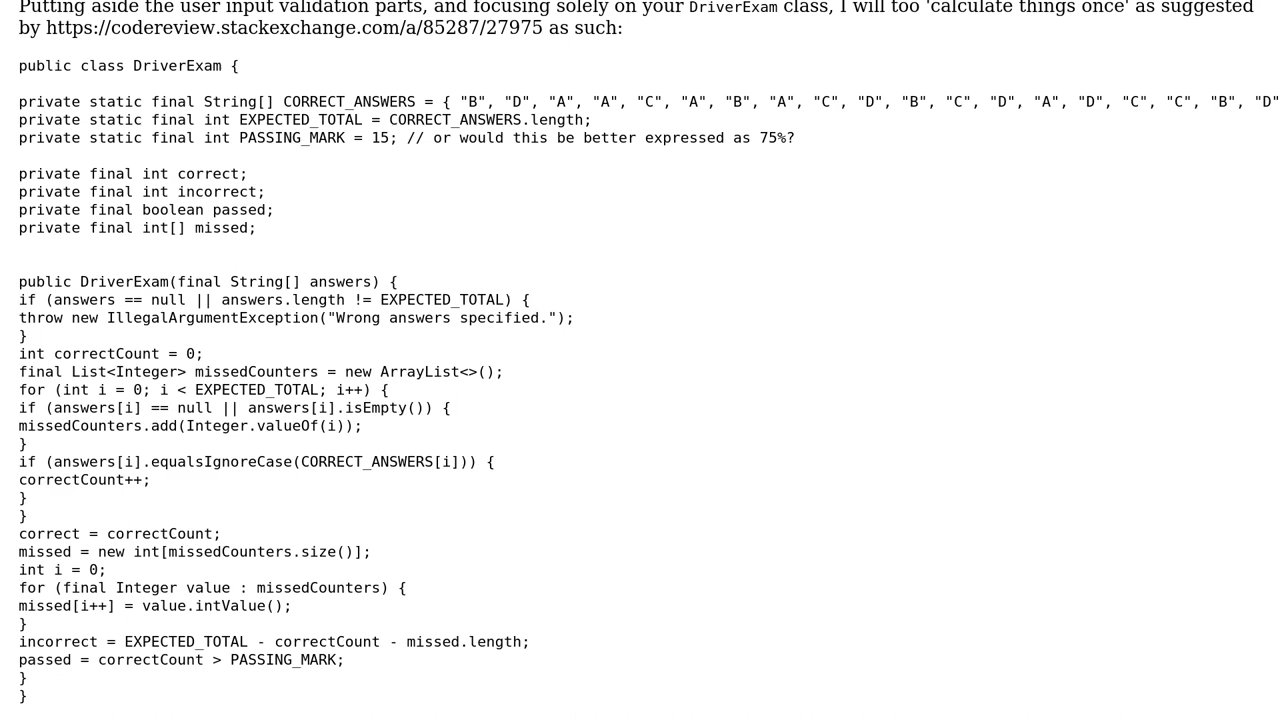 Putting aside the user input validation parts, and focusing solely on your DriverExam class, I will too 'calculate things once' as suggested
by https://codereview.stackexchange.com/a/85287/27975 as such:
public class DriverExam {
private static final String[] CORRECT_ANSWERS = { "B", "D", "A", "A", "C", "A", "B", "A", "C", "D", "B", "C", "D", "A", "D", "C", "C", "B", "D"
private static final int EXPECTED_TOTAL = CORRECT_ANSWERS.length;
private static final int PASSING_MARK = 15; // or would this be better expressed as 75%?
private final int correct;
private final int incorrect;
private final boolean passed;
private final int[] missed;
public DriverExam(final String[] answers) {
if (answers == null || answers.length != EXPECTED_TOTAL) {
throw new IllegalArgumentException("Wrong answers specified.");
}
int correctCount = 0;
final List<Integer> missedCounters = new ArrayList<>();
for (int i = 0; i < EXPECTED_TOTAL; i++) {
if (answers[i] == null || answers[i].isEmpty()) {
missedCounters.add(Integer.valueOf(i));
}
if (answers[i].equalsIgnoreCase(CORRECT_ANSWERS[i])) {
correctCount++;
}
}
correct = correctCount;
missed = new int[missedCounters.size()];
int i = 0;
for (final Integer value : missedCounters) {
missed[i++] = value.intValue();
}
incorrect = EXPECTED_TOTAL - correctCount - missed.length;
passed = correctCount > PASSING_MARK;
}
}